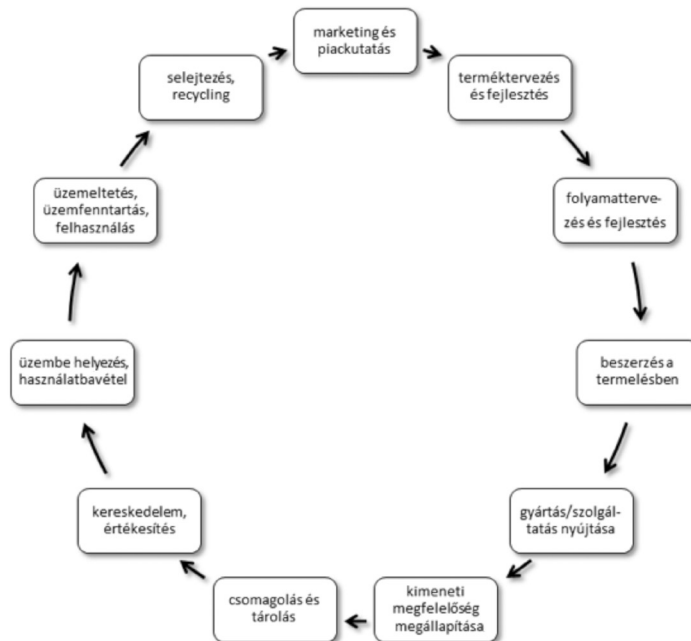 marketing és
piackutatás
terméktervezés
és fejlesztés
folyamatterve-
zés és fejlesztés
beszerzés a
termelésben
gyártás/szolgál-
tatás nyújtása
kimeneti
megfelelőség
megállapítása
csomagolás és
tárolás
kereskedelem,
értékesítés
üzembe helyezés,
használatbavétel
üzemeltetés,
üzemfenntartás,
felhasználás
selejtezés,
recycling